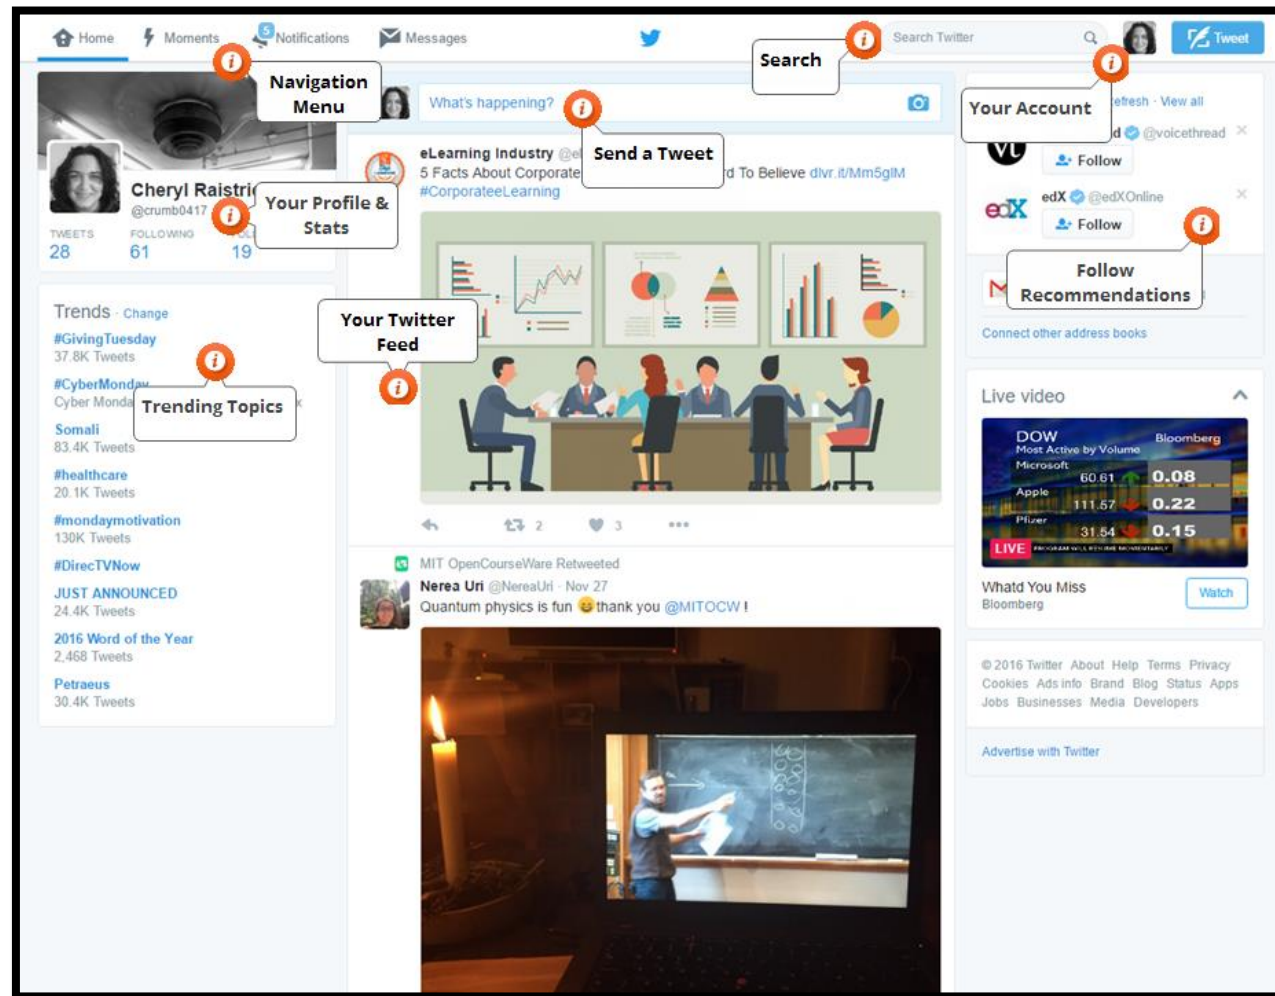 Home
Moments
5
Notifications
Messages
Search Twitter
Tweet
Navigation
Menu
Search
Your Account
What's happening?
Send a Tweet
Cheryl
@crumb0417
Your Profile &
Stats
TWEETS
28
FOLLOWING
61
19
Trends · Change
#GivingTuesday
37.8K Tweets
#CyberMonday
Cyber
Trending Topics
Somali
83.4K Tweets
#healthcare
20.1K Tweets
#mondaymotivation
130K Tweets
#DirecTVNow
JUST ANNOUNCED
24.4K Tweets
2016 Word of the Year
2,468 Tweets
Petraeus
30.4K Tweets
Your Twitter
Feed
eLearning Industry
5 Facts About Corporate To Believe dlvr.it/Mm5glM
#CorporateeLearning
2
3
MIT OpenCourseWare Retweeted
Nerea Uri @NereaUri · Nov 27
Quantum physics is fun thank you @MITOCW !
· View all
@voicethread
Follow
edX @edXOnline
Follow
Follow
Recommendations
Connect other address books
Live video
DOW
Bloomberg
Most Active by Volume
Microsoft
60.61 0.08
Apple
111.57 0.22
Pfizer
31.54 0.15
LIVE PROGRAM WILL RESUME MOMENTARILY
Whatd You Miss
Bloomberg
Watch
© 2016 Twitter About Help Terms Privacy
Cookies Ads info Brand Blog Status Apps
Jobs Businesses Media Developers
Advertise with Twitter